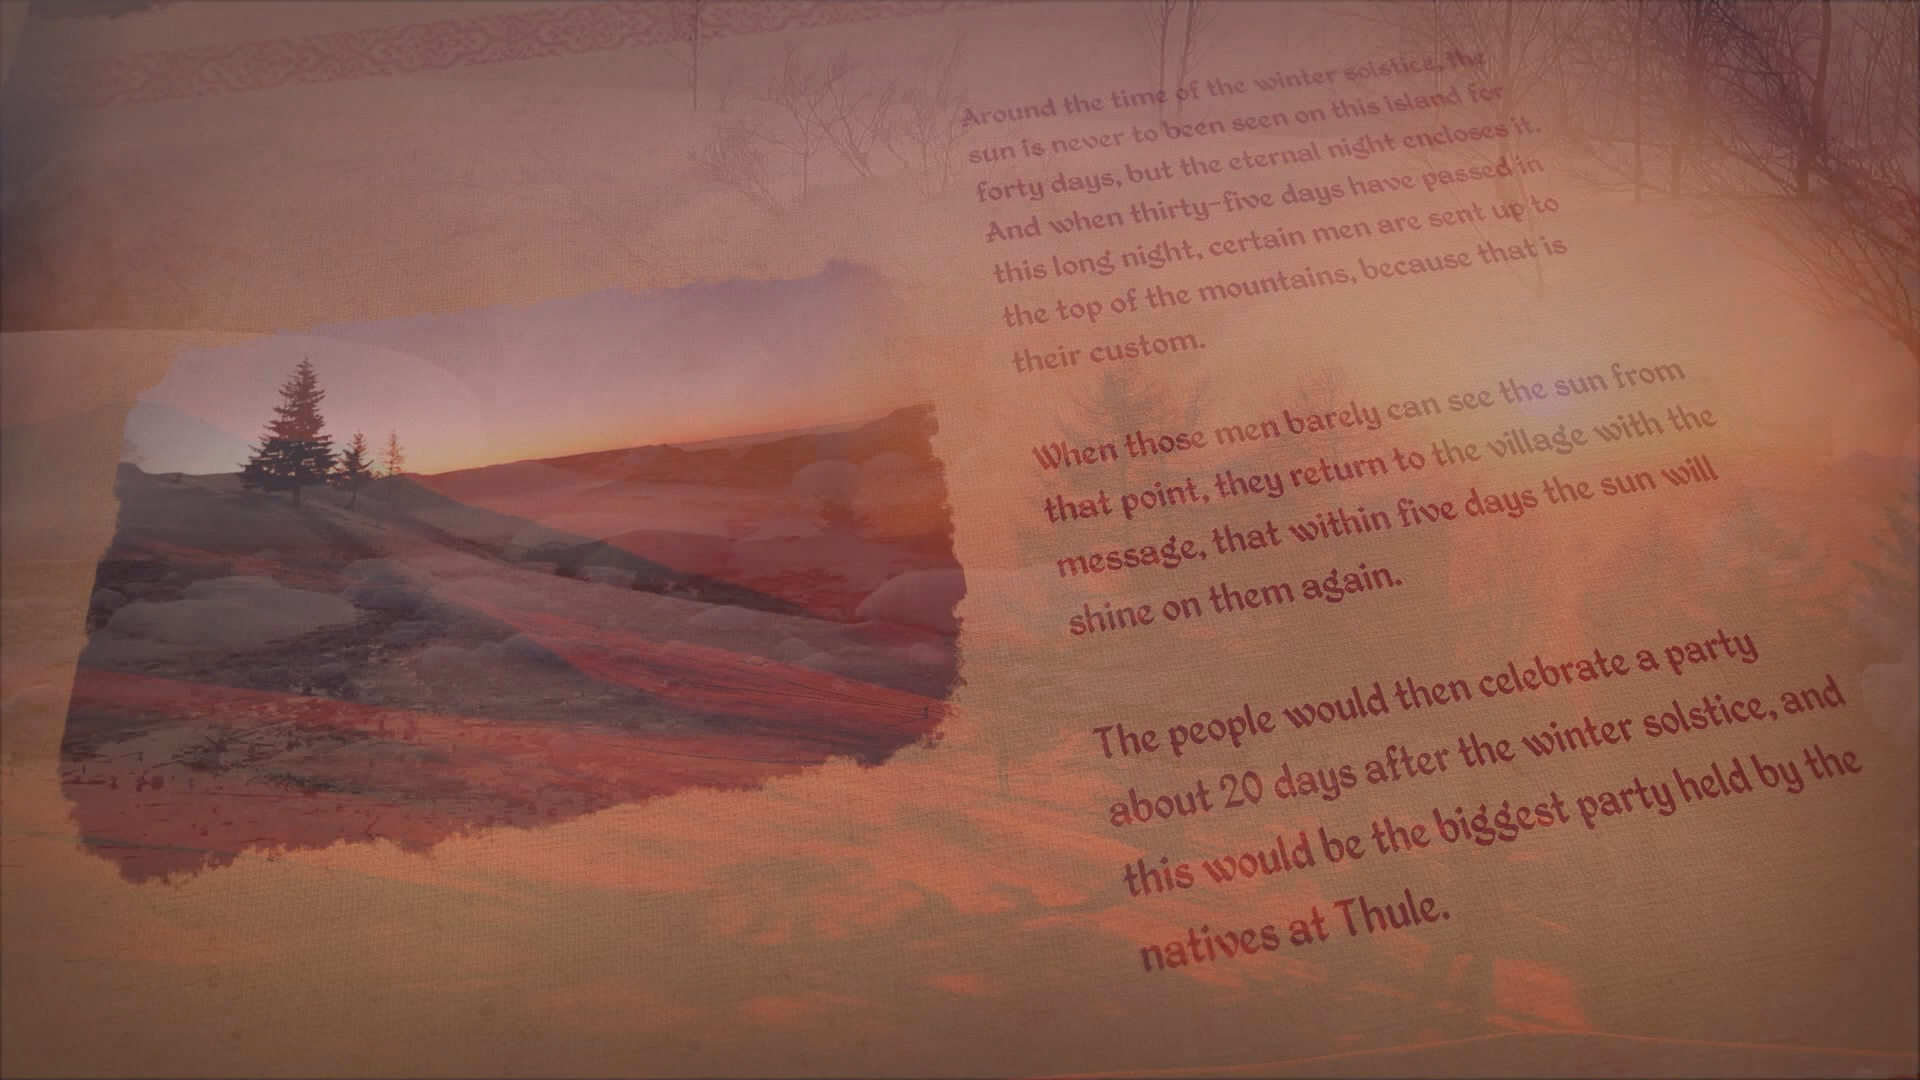 Around the time of the winter solstice, the
sun is never to been seen on this island for
forty days, but the eternal night encloses it.
And when thirty-five days have passed in
this long night, certain men are sent up to
the top of the mountains, because that is
their custom.
When those men barely can see the sun from
that point, they return to the village with the
message, that within five days the sun will
shine on them again.
The people would then celebrate a party
about 20 days after the winter solstice, and
this would be the biggest party held by the
natives at Thule.